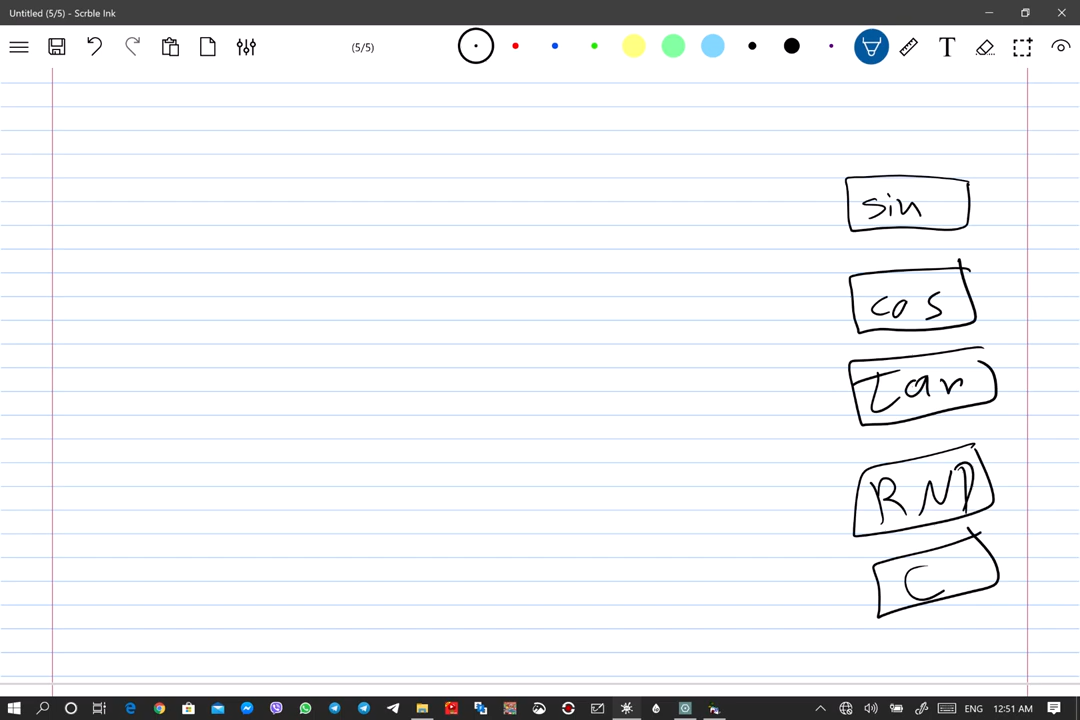 Untitled (5/5) - Scrble Ink
(5/5)
T
sin
cos
tan
RND
C
ENG 12:51 AM